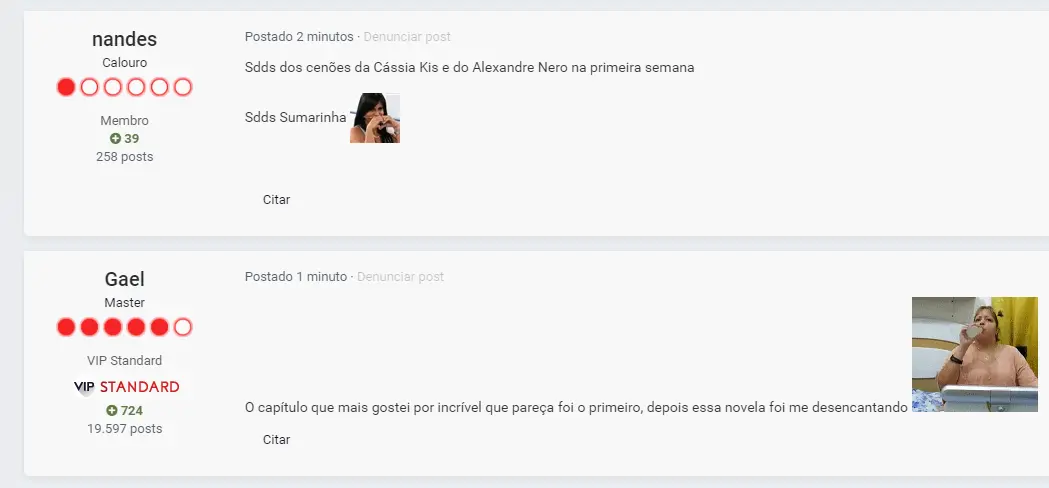 nandes
Calouro
Membro
39
258 posts
Postado 2 minutos · Denunciar post
Sdds dos cenões da Cássia Kis e do Alexandre Nero na primeira semana
Sdds Sumarinha
Citar
Gael
Master
VIP Standard
VIP STANDARD
724
19.597 posts
Postado 1 minuto · Denunciar post
O capítulo que mais gostei por incrível que pareça foi o primeiro, depois essa novela foi me desencantando
Citar